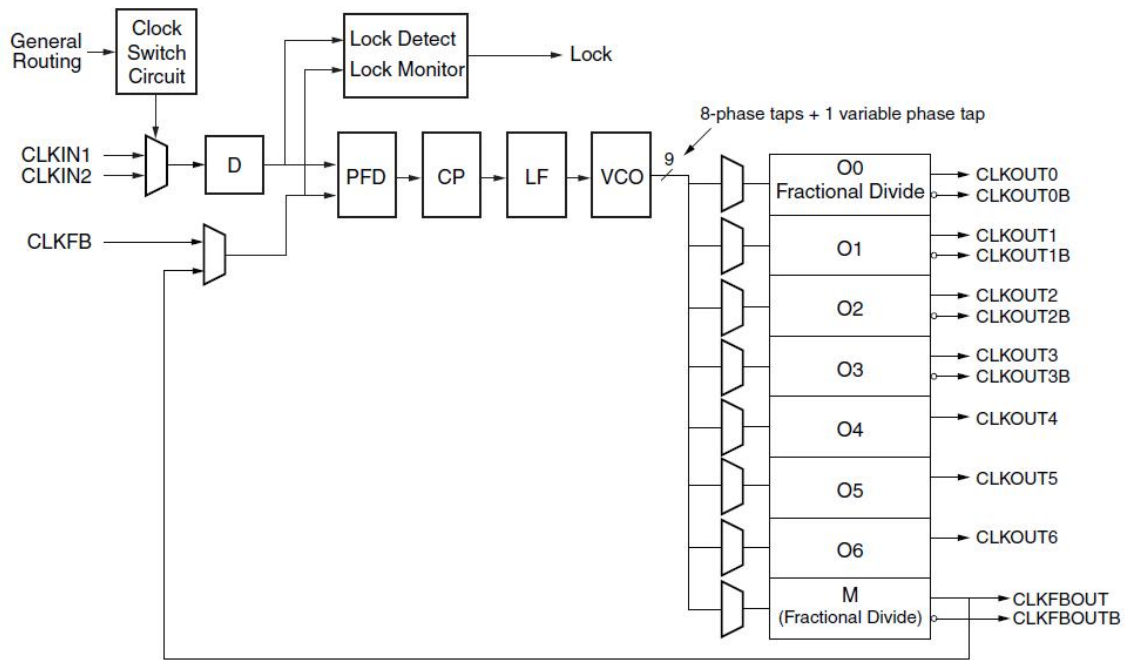 General
Routing
Clock
Switch
Circuit
Lock Detect
Lock Monitor
Lock
8-phase taps + 1 variable phase tap
CLKIN1
CLKIN2
D
PFD
CP
LF
VCO
9
CLKFB
O0
Fractional Divide
CLKOUT0
CLKOUT0B
O1
CLKOUT1
CLKOUT1B
O2
CLKOUT2
CLKOUT2B
O3
CLKOUT3
CLKOUT3B
O4
CLKOUT4
O5
CLKOUT5
O6
CLKOUT6
M
(Fractional Divide)
CLKFBOUT
CLKFBOUTB